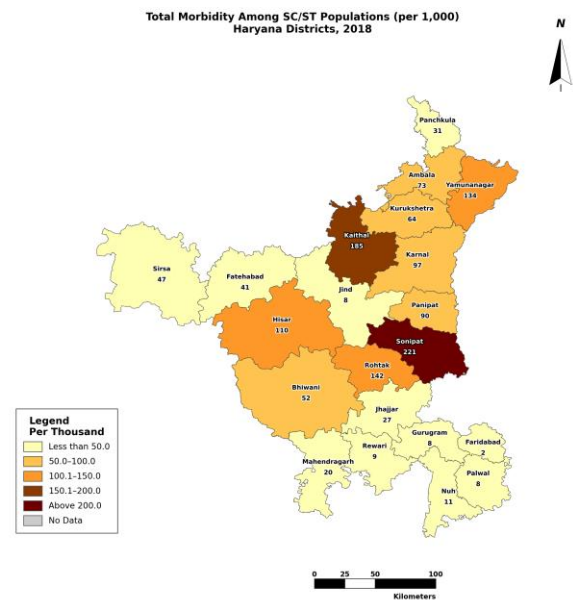 Total Morbidity Among SC/ST Populations (per 1,000)
Haryana Districts, 2018
N
Panchkula
31
Ambala
73
Yamunanagar
134
Kurukshetra
64
Kaithal
185
Karnal
97
Sirsa
47
Fatehabad
41
Jind
8
Panipat
90
Hisar
110
Sonipat
221
Rohtak
142
Bhiwani
52
Jhajjar
27
Gurugram
8
Faridabad
2
Rewari
9
Mahendragarh
20
Palwal
8
Nuh
11
Legend
Per Thousand
Less than 50.0
50.0–100.0
100.1–150.0
150.1–200.0
Above 200.0
No Data
0 25 50 100
Kilometers